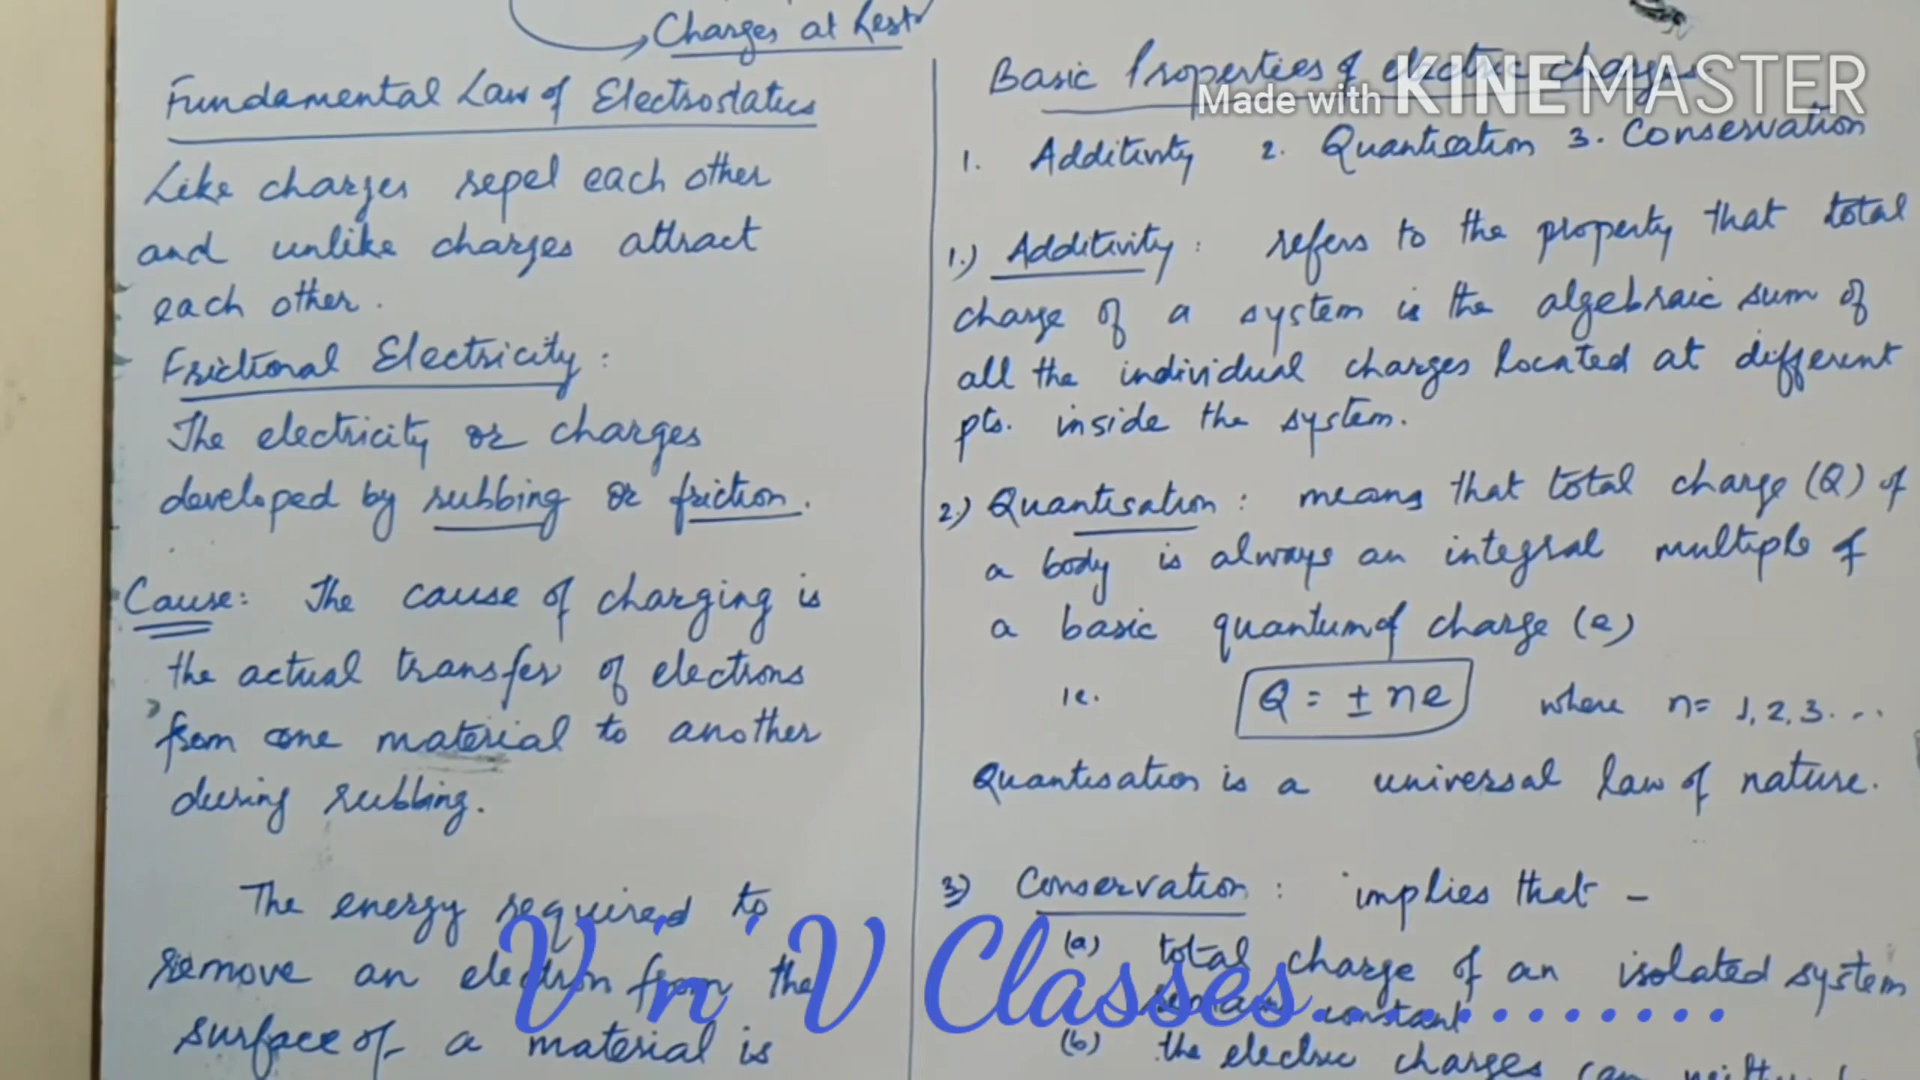 Charges at Rest
Fundamental Law of Electrostatics
Like charges repel each other
and unlike charges attract
each other.
Frictional Electricity:
The electricity or charges
developed by rubbing or friction.
Cause: The cause of charging is
the actual transfer of electrons
from one material to another
during rubbing.
The energy required to
remove an electron from the
surface of a material is
Basic Properties of electric charges
1. Additivity 2. Quantisation 3. Conservation
1.) Additivity: refers to the property that total
charge of a system is the algebraic sum of
all the individual charges located at different
pts. inside the system.
2.) Quantisation: means that total charge (Q) of
a body is always an integral multiple of
a basic quantum of charge (e)
ie. Q = ± ne where n= 1, 2, 3...
Quantisation is a universal law of nature.
3) Conservation: implies that -
(a) total charge of an isolated system
remains constant
(b) the electric charges can neither
Made with KINEMASTER
V 'n' V Classes.............